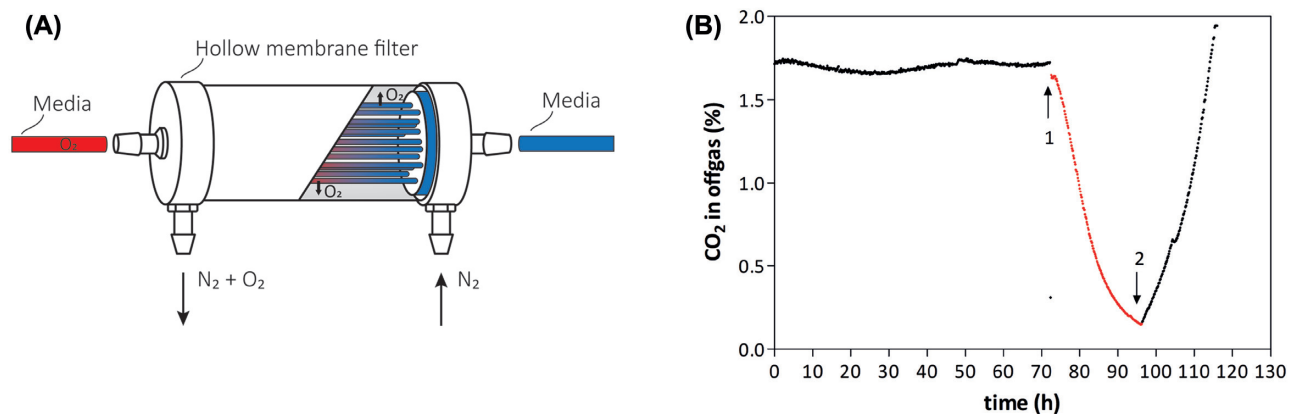 (A)
Hollow membrane filter
Media
O₂
O₂
O₂
Media
N₂ + O₂
N₂
(B)
CO₂ in offgas (%)
2.0
1.5
1.0
0.5
0.0
1
2
0 10 20 30 40 50 60 70 80 90 100 110 120 130
time (h)